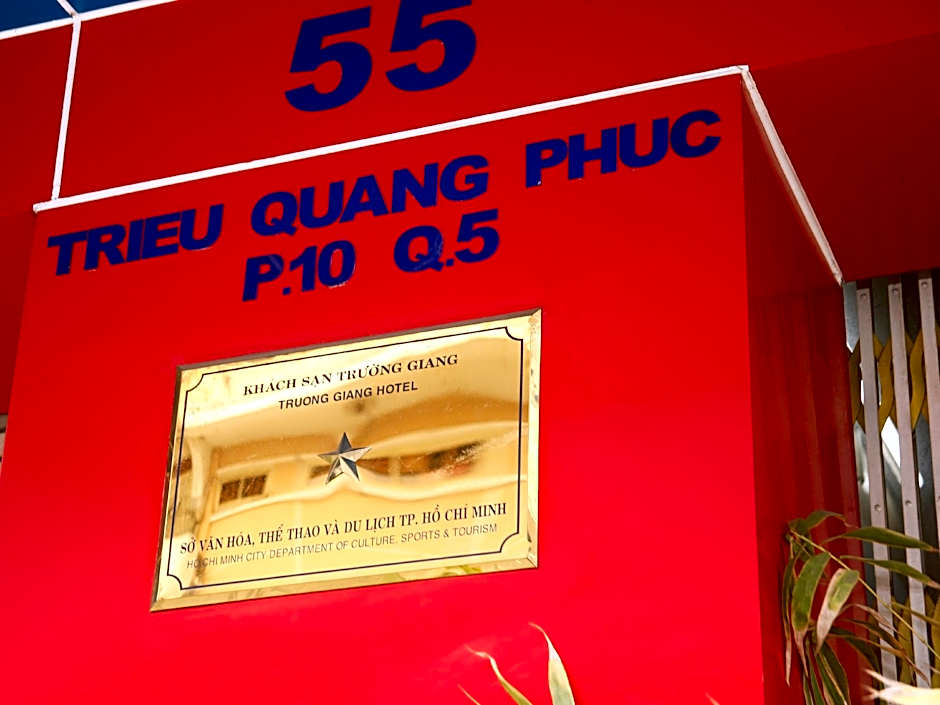 55
TRIEU QUANG PHUC
P.10 Q.5
KHÁCH SẠN TRƯỜNG GIANG
TRUONG GIANG HOTEL
SỞ VĂN HÓA, THỂ THAO VÀ DU LỊCH TP. HỒ CHÍ MINH
HO CHI MINH CITY DEPARTMENT OF CULTURE, SPORTS & TOURISM